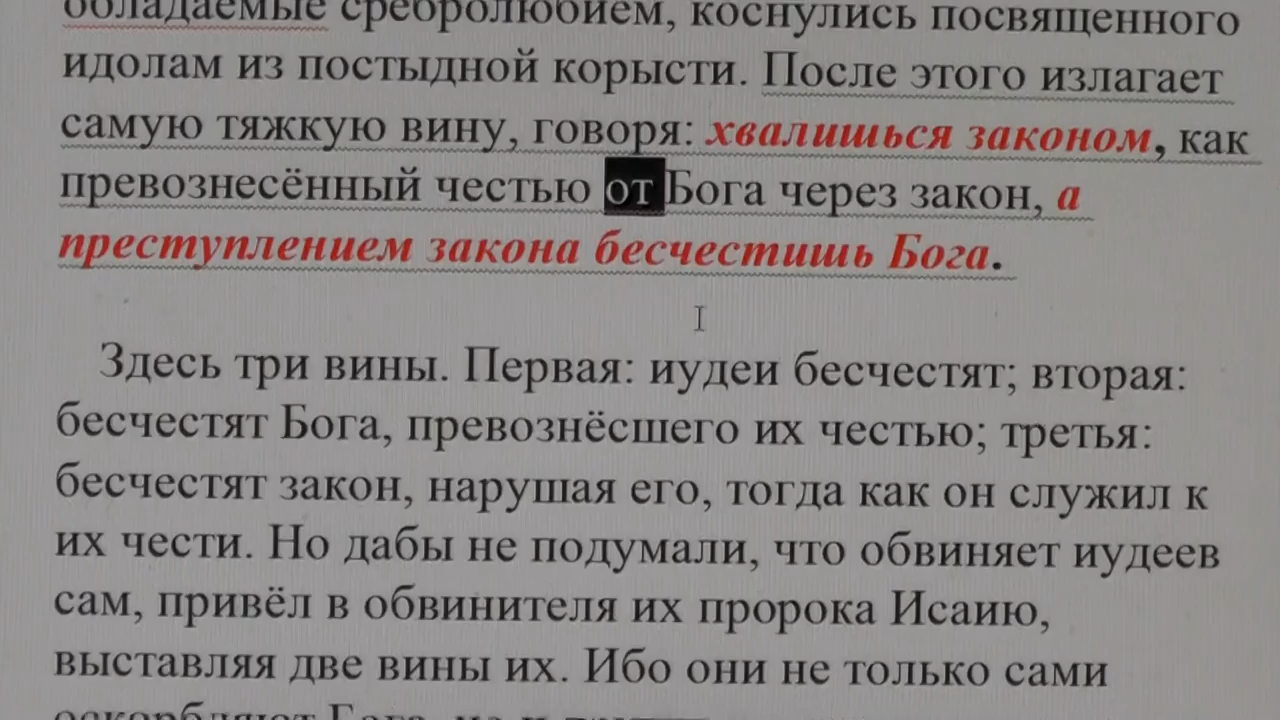 обладаемые сребролюбием, коснулись посвященного
идолам из постыдной корысти. После этого излагает
самую тяжкую вину, говоря: хвалишься законом, как
превознесённый честью от Бога через закон, а
преступлением закона бесчестишь Бога.
Здесь три вины. Первая: иудеи бесчестят; вторая:
бесчестят Бога, превознёсшего их честью; третья:
бесчестят закон, нарушая его, тогда как он служил к
их чести. Но дабы не подумали, что обвиняет иудеев
сам, привёл в обвинителя их пророка Исаию,
выставляя две вины их. Ибо они не только сами
оскорбляют Бога, но и